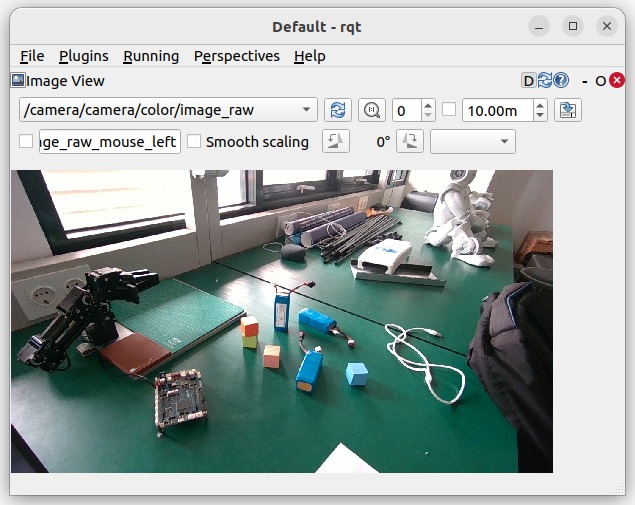 Default - rqt
File Plugins Running Perspectives Help
Image View D - O
/camera/camera/color/image_raw 0 10.00m
ge_raw_mouse_left Smooth scaling 0°